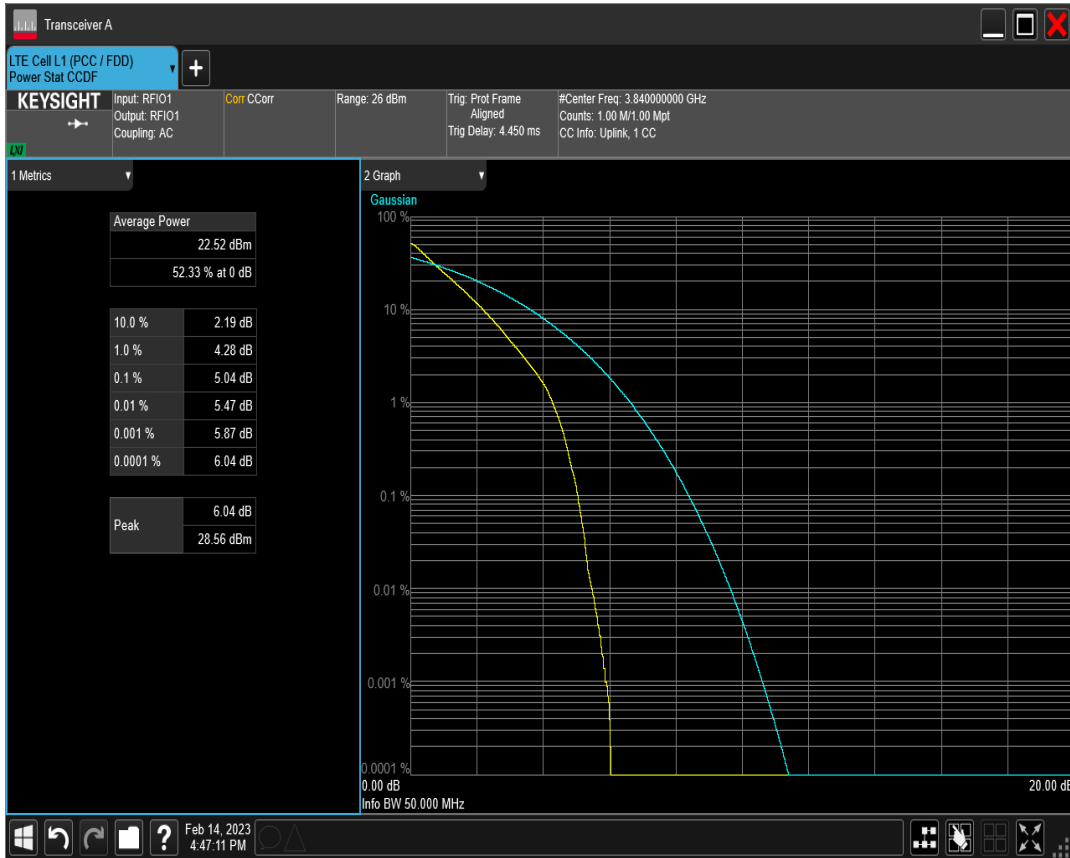 Transceiver A
LTE Cell L1 (PCC / FDD)
Power Stat CCDF
+
KEYSIGHT
LXI
Input: RFIO1
Output: RFIO1
Coupling: AC
Corr CCorr
Range: 26 dBm
Trig: Prot Frame
Aligned
Trig Delay: 4.450 ms
#Center Freq: 3.840000000 GHz
Counts: 1.00 M/1.00 Mpt
CC Info: Uplink, 1 CC
1 Metrics
Average Power
22.52 dBm
52.33 % at 0 dB
10.0 % 2.19 dB
1.0 % 4.28 dB
0.1 % 5.04 dB
0.01 % 5.47 dB
0.001 % 5.87 dB
0.0001 % 6.04 dB
Peak
6.04 dB
28.56 dBm
2 Graph
Gaussian
100 %
10 %
1 %
0.1 %
0.01 %
0.001 %
0.0001 %
0.00 dB 20.00 dB
Info BW 50.000 MHz
?
Feb 14, 2023
4:47:11 PM